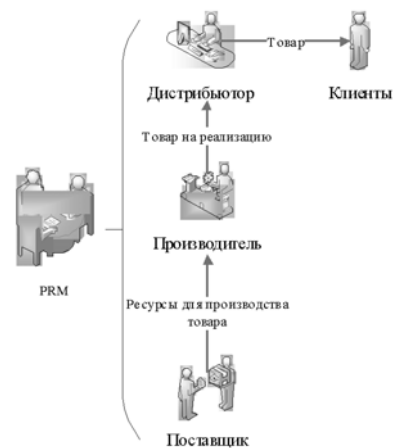 Товар
Дистрибьютор
Клиенты
Товар на реализацию
Производитель
PRM
Ресурсы для производства
товара
Поставщик